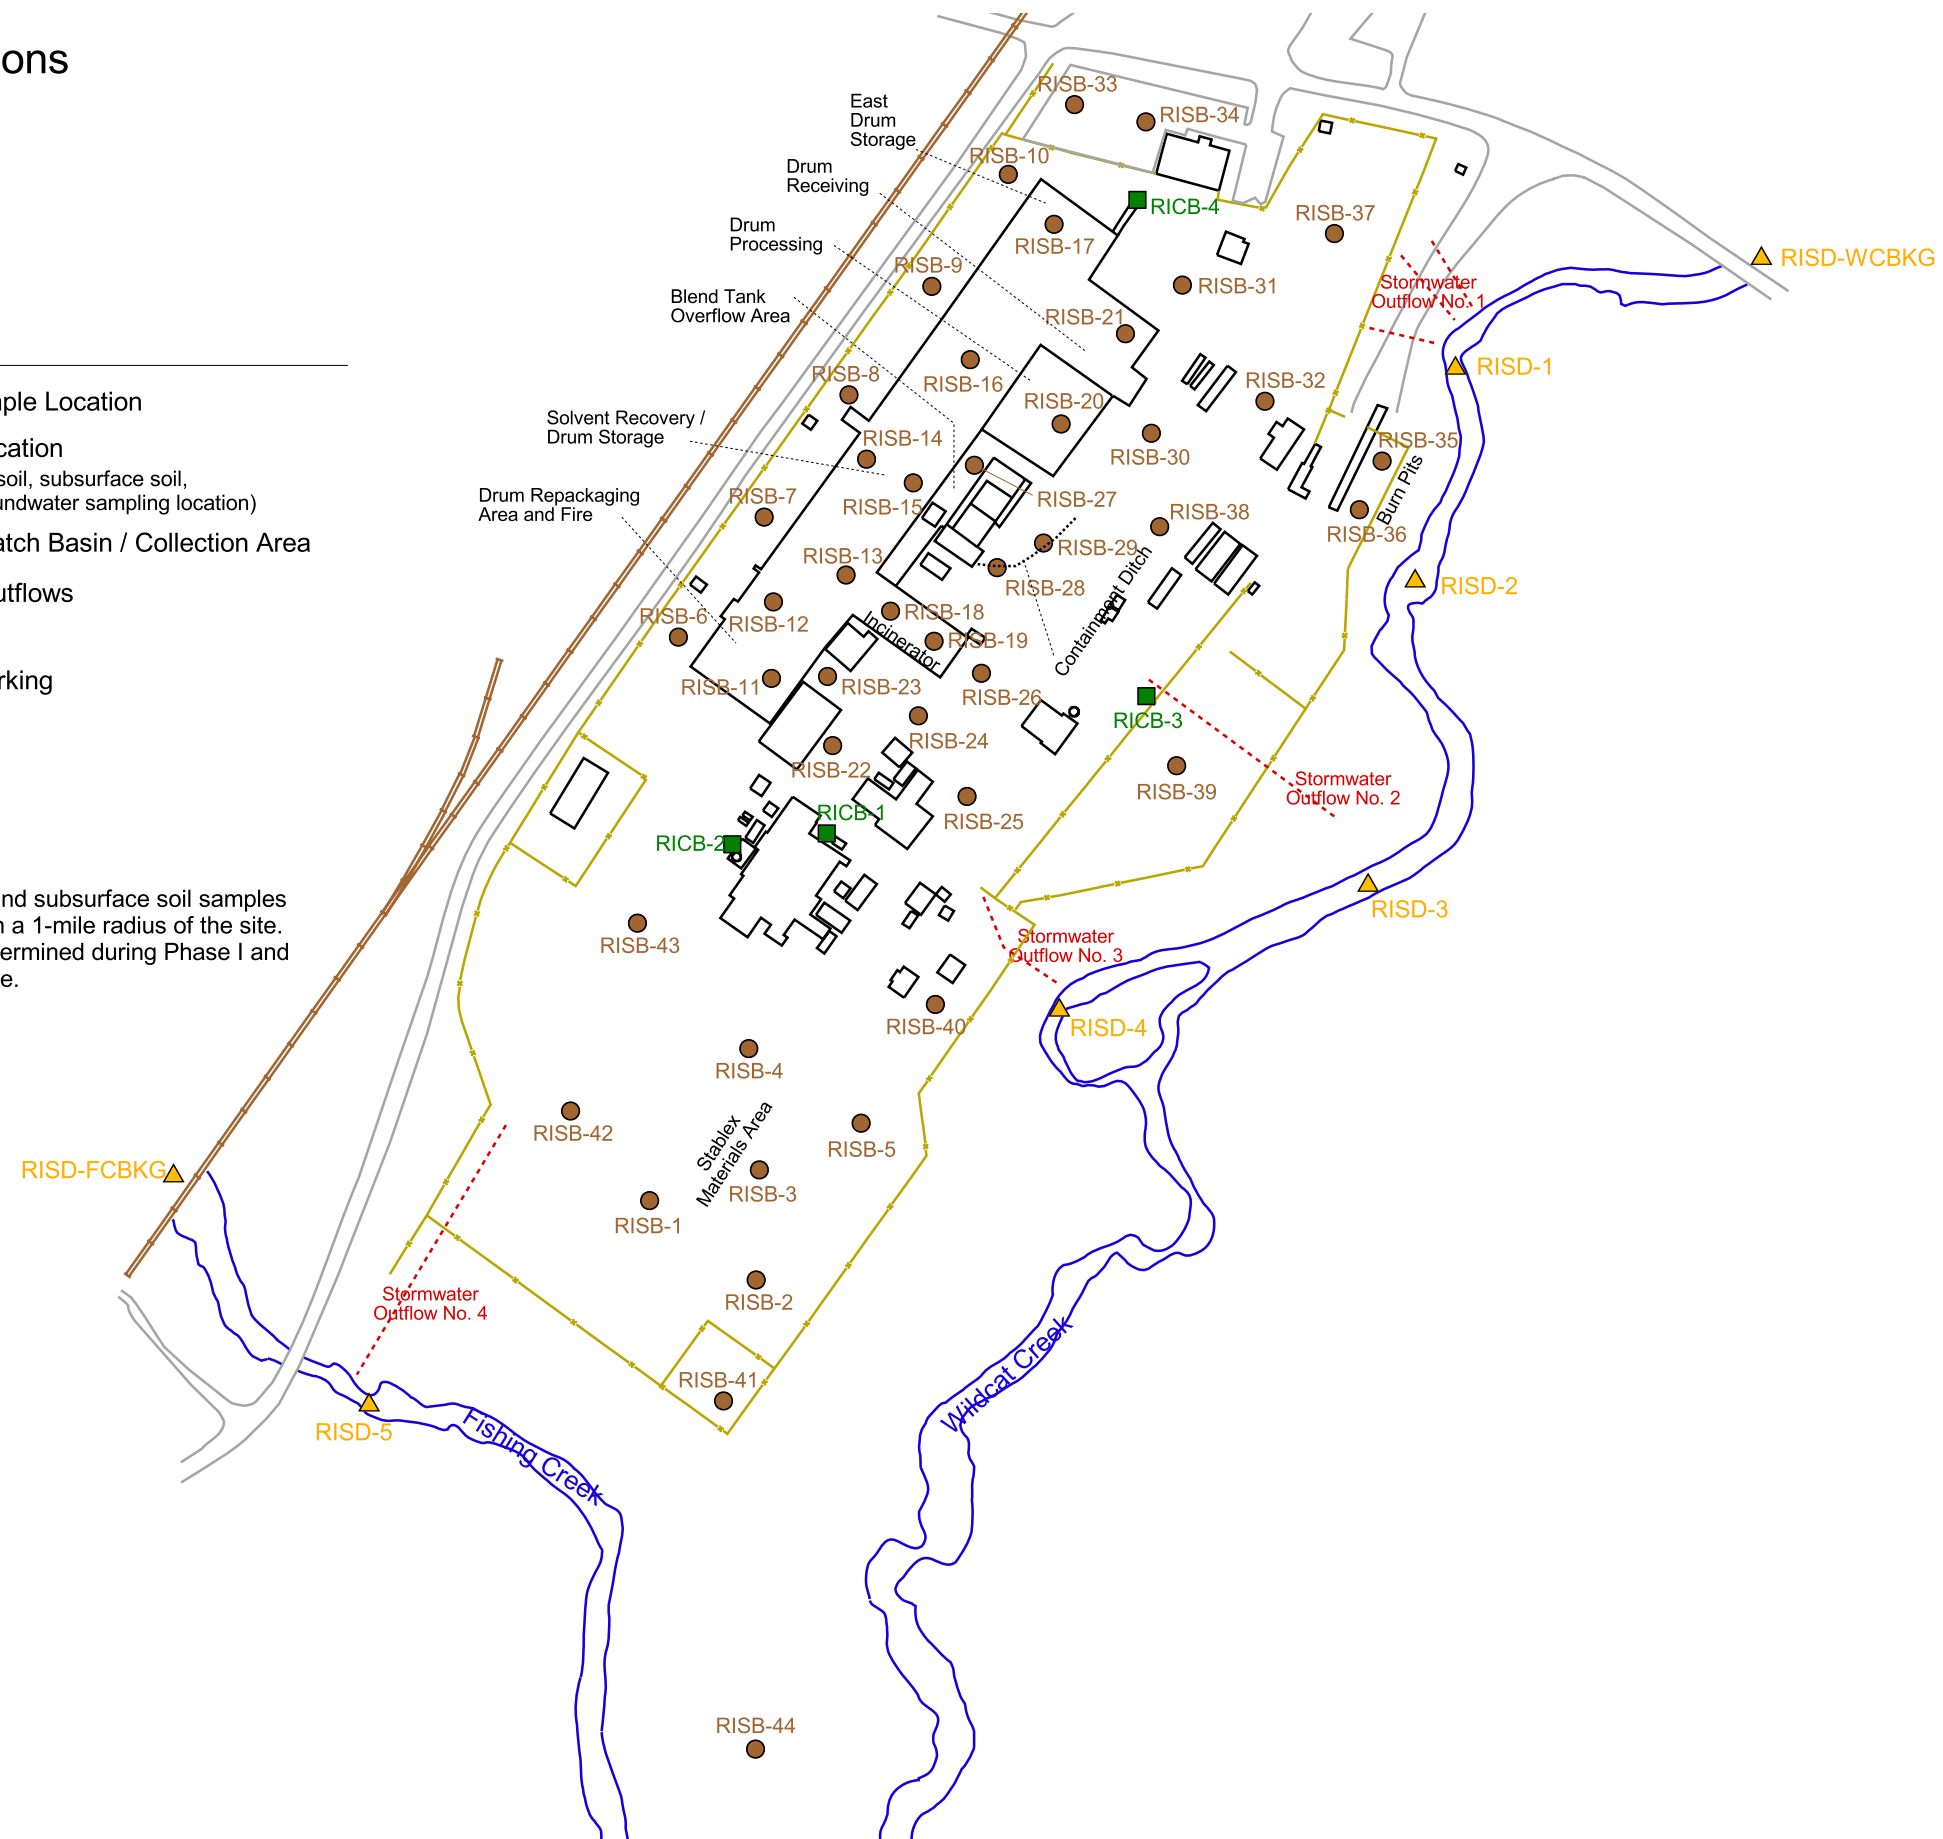 ons
ple Location
cation
soil, subsurface soil,
undwater sampling location)
atch Basin / Collection Area
utflows
rking
nd subsurface soil samples
n a 1-mile radius of the site.
termined during Phase I and
e.
RISB-33
East
Drum
Storage
RISB-34
RISB-10
Drum
Receiving
RICB-4
RISB-37
Drum
Processing
RISB-17
RISD-WCBKG
RISB-9
RISB-31
Stormwater
Outflow No. 1
Blend Tank
Overflow Area
RISB-21
RISD-1
RISB-8
RISB-16
RISB-32
RISB-20
Solvent Recovery /
Drum Storage
RISB-14
RISB-30
RISB-35
Burn Pits
Drum Repackaging
Area and Fire
RISB-7
RISB-15
RISB-27
RISB-38
RISB-36
RISB-13
RISB-29
RISB-28
Containment Ditch
RISD-2
RISB-6
RISB-12
RISB-18
Incinerator
RISB-19
RISB-11
RISB-23
RISB-26
RICB-3
RISB-24
RISB-22
Stormwater
Outflow No. 2
RISB-39
RICB-1
RISB-25
RICB-2
RISD-3
RISB-43
Stormwater
Outflow No. 3
RISB-40
RISD-4
RISB-4
RISB-42
Stablex
Materials Area
RISB-5
RISD-FCBKG
RISB-3
RISB-1
Stormwater
Outflow No. 4
RISB-2
RISB-41
Wildcat Creek
RISD-5
Fishing Creek
RISB-44